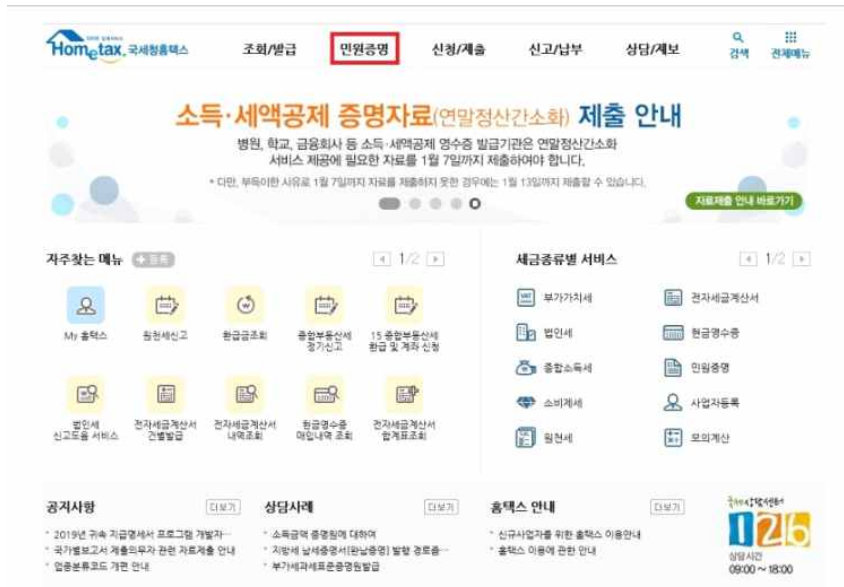 Hometax. 국세청홈택스
조회/발급 민원증명 신청/제출 신고/납부 상담/제보 검색 전체메뉴
소득·세액공제 증명자료(연말정산간소화) 제출 안내
병원, 학교, 금융회사 등 소득·세액공제 영수증 발급기관은 연말정산간소화
서비스 제공에 필요한 자료를 1월 7일까지 제출하여야 합니다.
* 다만, 부득이한 사유로 1월 7일까지 자료를 제출하지 못한 경우에는 1월 13일까지 제출할 수 있습니다.
자료제출 안내 바로가기
자주찾는 메뉴 + 등록 1/2
My 홈택스 원천세신고 환급금조회 종합부동산세 정기신고 15 종합부동산세 환급 및 계좌 신청
법인세 신고도움 서비스 전자세금계산서 건별발급 전자세금계산서 내역조회 현금영수증 매입내역 조회 전자세금계산서 합계표조회
세금종류별 서비스 1/2
부가가치세 전자세금계산서
법인세 현금영수증
종합소득세 민원증명
소비제세 사업자등록
원천세 모의계산
공지사항 더보기
· 2019년 귀속 지급명세서 프로그램 개발자…
· 국가별보고서 제출의무자 관련 자료제출 안내
· 업종분류코드 개편 안내
상담사례 더보기
· 소득금액 증명원에 대하여
· 지방세 납세증명서[완납증명] 발행 경로좀…
· 부가세과세표준증명원발급
홈택스 안내 더보기
· 신규사업자를 위한 홈택스 이용안내
· 홈택스 이용에 관한 안내
국세상담센터
126
상담시간
09:00 ~ 18:00